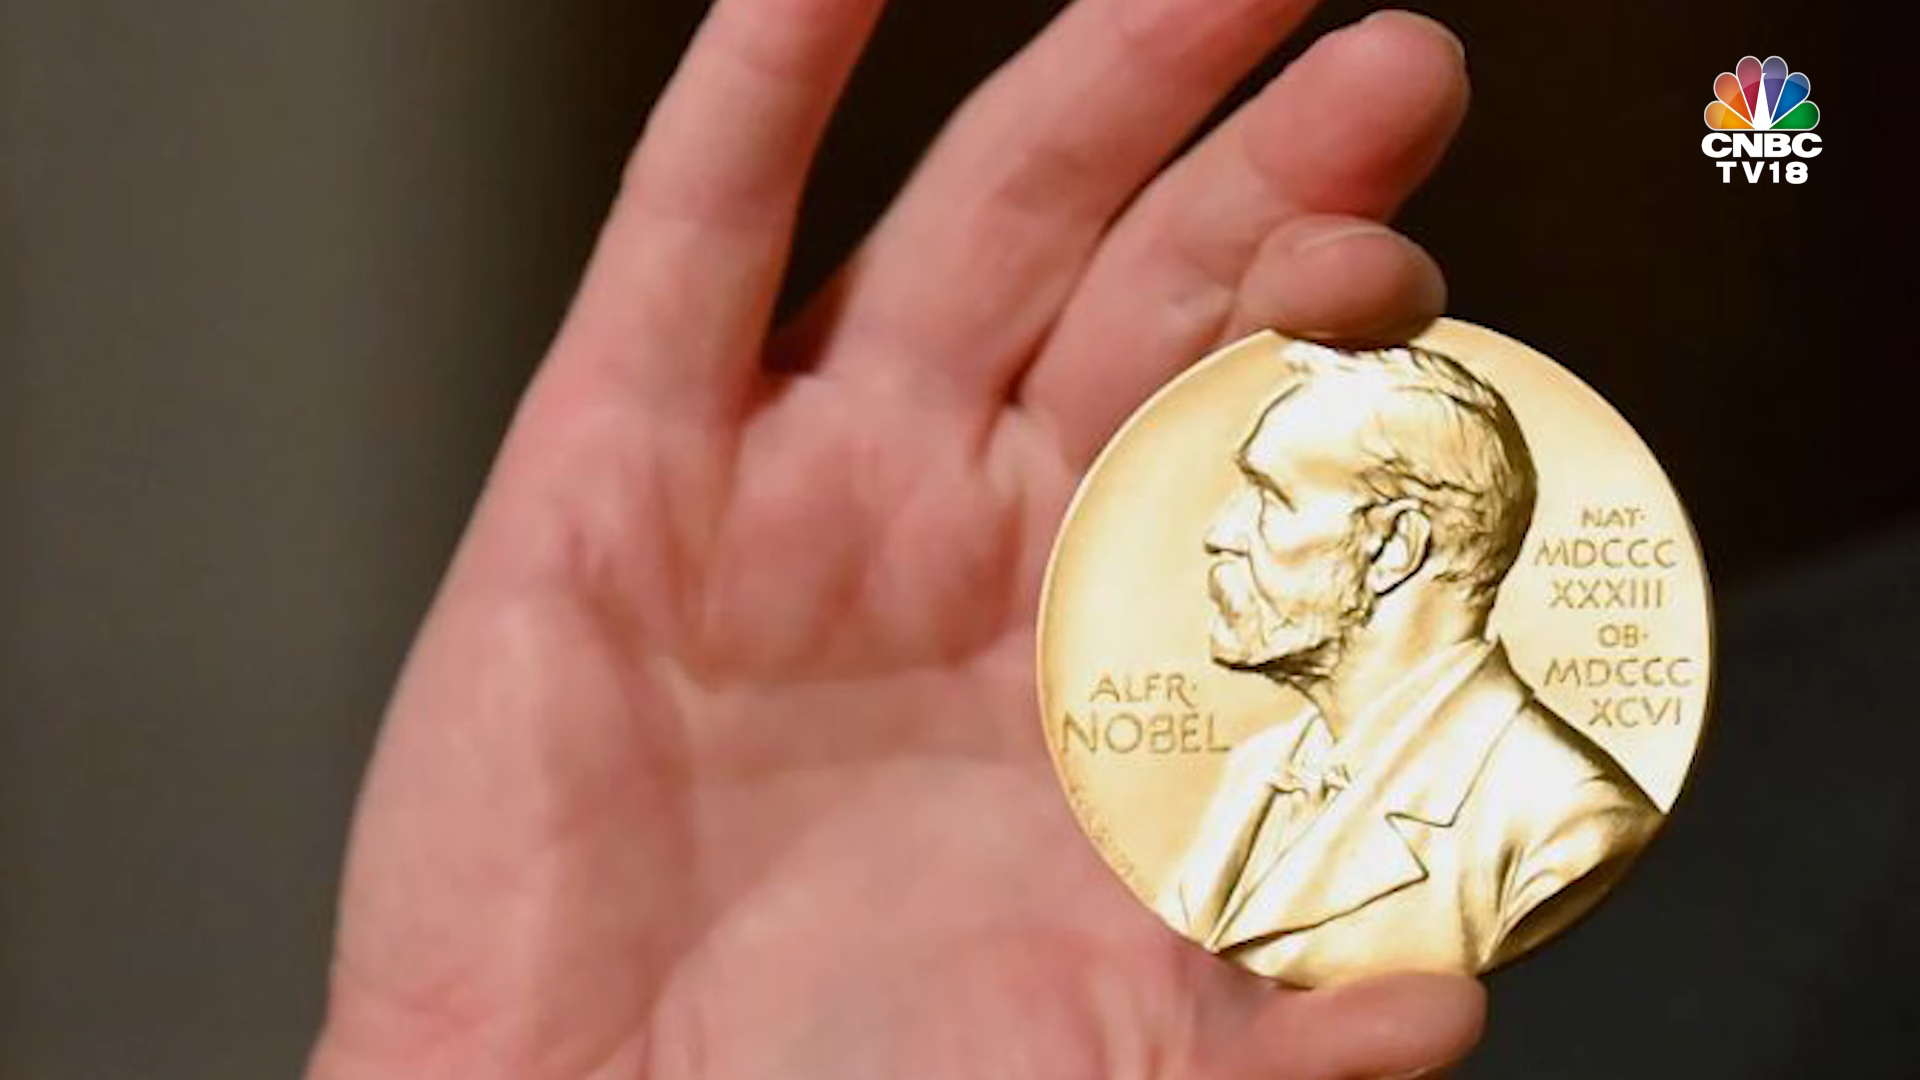 CNBC
TV18
ALFR·
NOBEL
NAT·
MDCCC
XXXIII
OB·
MDCCC
XCVI